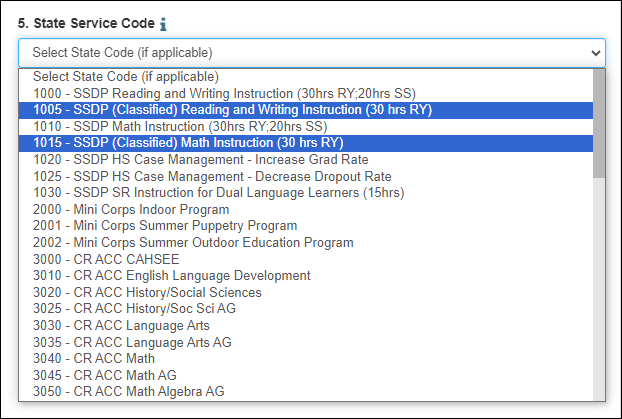 5. State Service Code i
Select State Code (if applicable)
Select State Code (if applicable)
1000 - SSDP Reading and Writing Instruction (30hrs RY;20hrs SS)
1005 - SSDP (Classified) Reading and Writing Instruction (30 hrs RY)
1010 - SSDP Math Instruction (30hrs RY;20hrs SS)
1015 - SSDP (Classified) Math Instruction (30 hrs RY)
1020 - SSDP HS Case Management - Increase Grad Rate
1025 - SSDP HS Case Management - Decrease Dropout Rate
1030 - SSDP SR Instruction for Dual Language Learners (15hrs)
2000 - Mini Corps Indoor Program
2001 - Mini Corps Summer Puppetry Program
2002 - Mini Corps Summer Outdoor Education Program
3000 - CR ACC CAHSEE
3010 - CR ACC English Language Development
3020 - CR ACC History/Social Sciences
3025 - CR ACC History/Soc Sci AG
3030 - CR ACC Language Arts
3035 - CR ACC Language Arts AG
3040 - CR ACC Math
3045 - CR ACC Math AG
3050 - CR ACC Math Algebra AG